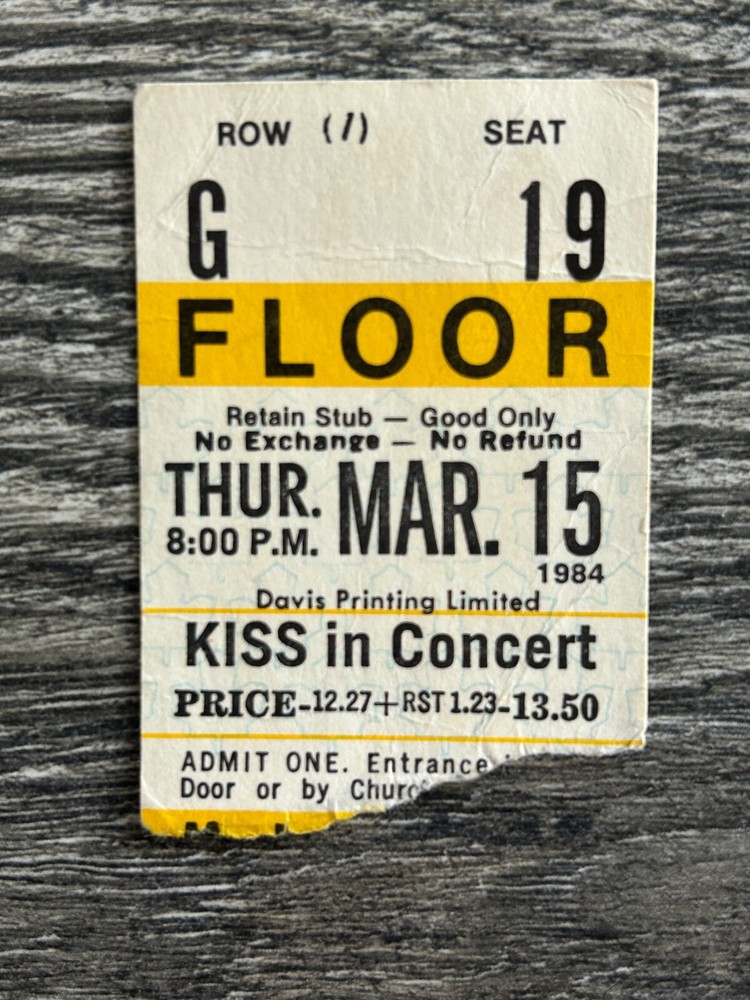 ROW (7) SEAT
G 19
FLOOR
Retain Stub — Good Only
No Exchange — No Refund
THUR. MAR. 15
8:00 P.M.
1984
Davis Printing Limited
KISS in Concert
PRICE-12.27+RST 1.23-13.50
ADMIT ONE. Entrance
Door or by